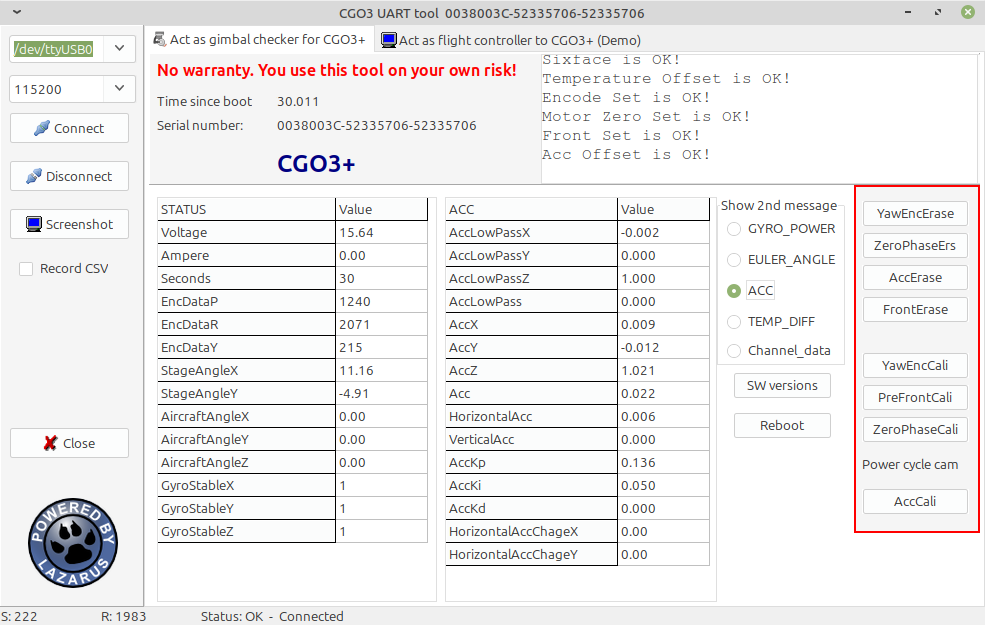 CGO3 UART tool 0038003C-52335706-52335706
/dev/ttyUSB0
115200
Connect
Disconnect
Screenshot
Record CSV
Close
POWERED BY
LAZARUS
Act as gimbal checker for CGO3+
Act as flight controller to CGO3+ (Demo)
No warranty. You use this tool on your own risk!
Time since boot 30.011
Serial number: 0038003C-52335706-52335706
CGO3+
Sixface is OK!
Temperature Offset is OK!
Encode Set is OK!
Motor Zero Set is OK!
Front Set is OK!
Acc Offset is OK!
STATUS Value
Voltage 15.64
Ampere 0.00
Seconds 30
EncDataP 1240
EncDataR 2071
EncDataY 215
StageAngleX 11.16
StageAngleY -4.91
AircraftAngleX 0.00
AircraftAngleY 0.00
AircraftAngleZ 0.00
GyroStableX 1
GyroStableY 1
GyroStableZ 1
ACC Value
AccLowPassX -0.002
AccLowPassY 0.000
AccLowPassZ 1.000
AccLowPass 0.000
AccX 0.009
AccY -0.012
AccZ 1.021
Acc 0.022
HorizontalAcc 0.006
VerticalAcc 0.000
AccKp 0.136
AccKi 0.050
AccKd 0.000
HorizontalAccChageX 0.00
HorizontalAccChageY 0.00
Show 2nd message
GYRO_POWER
EULER_ANGLE
ACC
TEMP_DIFF
Channel_data
SW versions
Reboot
YawEncErase
ZeroPhaseErs
AccErase
FrontErase
YawEncCali
PreFrontCali
ZeroPhaseCali
Power cycle cam
AccCali
S: 222 R: 1983 Status: OK - Connected